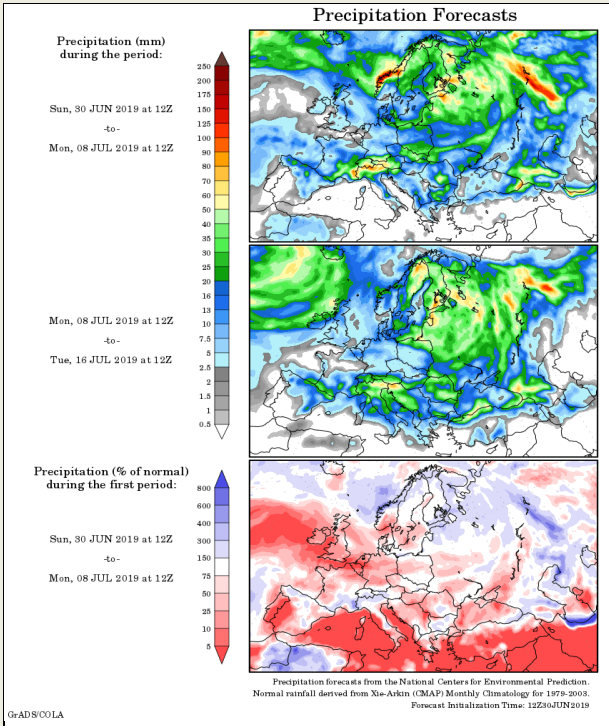 Precipitation Forecasts
Precipitation (mm)
during the period:
Sun, 30 JUN 2019 at 12Z
-to-
Mon, 08 JUL 2019 at 12Z
250
200
175
150
125
100
90
80
70
60
50
40
35
30
25
20
16
13
10
7.5
5
2.5
2
1.5
1
0.5
Mon, 08 JUL 2019 at 12Z
-to-
Tue, 16 JUL 2019 at 12Z
Precipitation (% of normal)
during the first period:
Sun, 30 JUN 2019 at 12Z
-to-
Mon, 08 JUL 2019 at 12Z
800
600
400
300
150
75
50
25
10
5
Precipitation forecasts from the National Centers for Environmental Prediction.
Normal rainfall derived from Xie-Arkin (CMAP) Monthly Climatology for 1979-2003.
Forecast Initialization Time: 12Z30JUN2019
GrADS/COLA